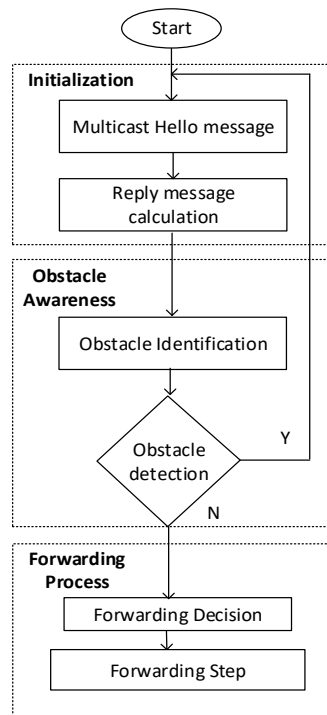 Start
Initialization
Multicast Hello message
Reply message
calculation
Obstacle
Awareness
Obstacle Identification
Obstacle
detection
Y
N
Forwarding
Process
Forwarding Decision
Forwarding Step